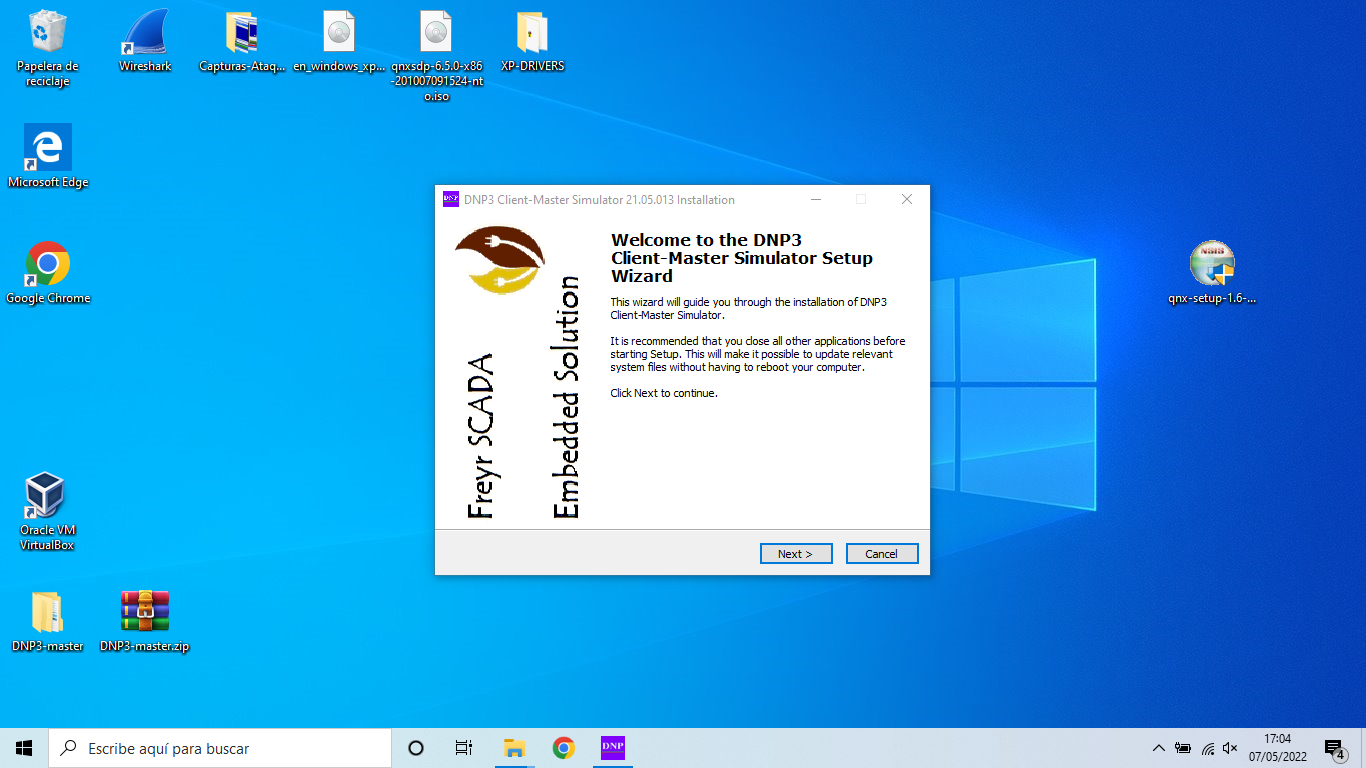 Papelera de
reciclaje
Wireshark
Capturas-Ataq...
en_windows_xp...
qnxsdp-6.5.0-x86
-201007091524-nt
o.iso
XP-DRIVERS
Microsoft Edge
Google Chrome
Oracle VM
VirtualBox
DNP3-master
DNP3-master.zip
DNP
DNP3 Client-Master Simulator 21.05.013 Installation
Freyr SCADA
Embedded Solution
Welcome to the DNP3
Client-Master Simulator Setup
Wizard
This wizard will guide you through the installation of DNP3
Client-Master Simulator.
It is recommended that you close all other applications before
starting Setup. This will make it possible to update relevant
system files without having to reboot your computer.
Click Next to continue.
Next >
Cancel
NSIS
qnx-setup-1.6-...
Escribe aquí para buscar
DNP
17:04
07/05/2022
4